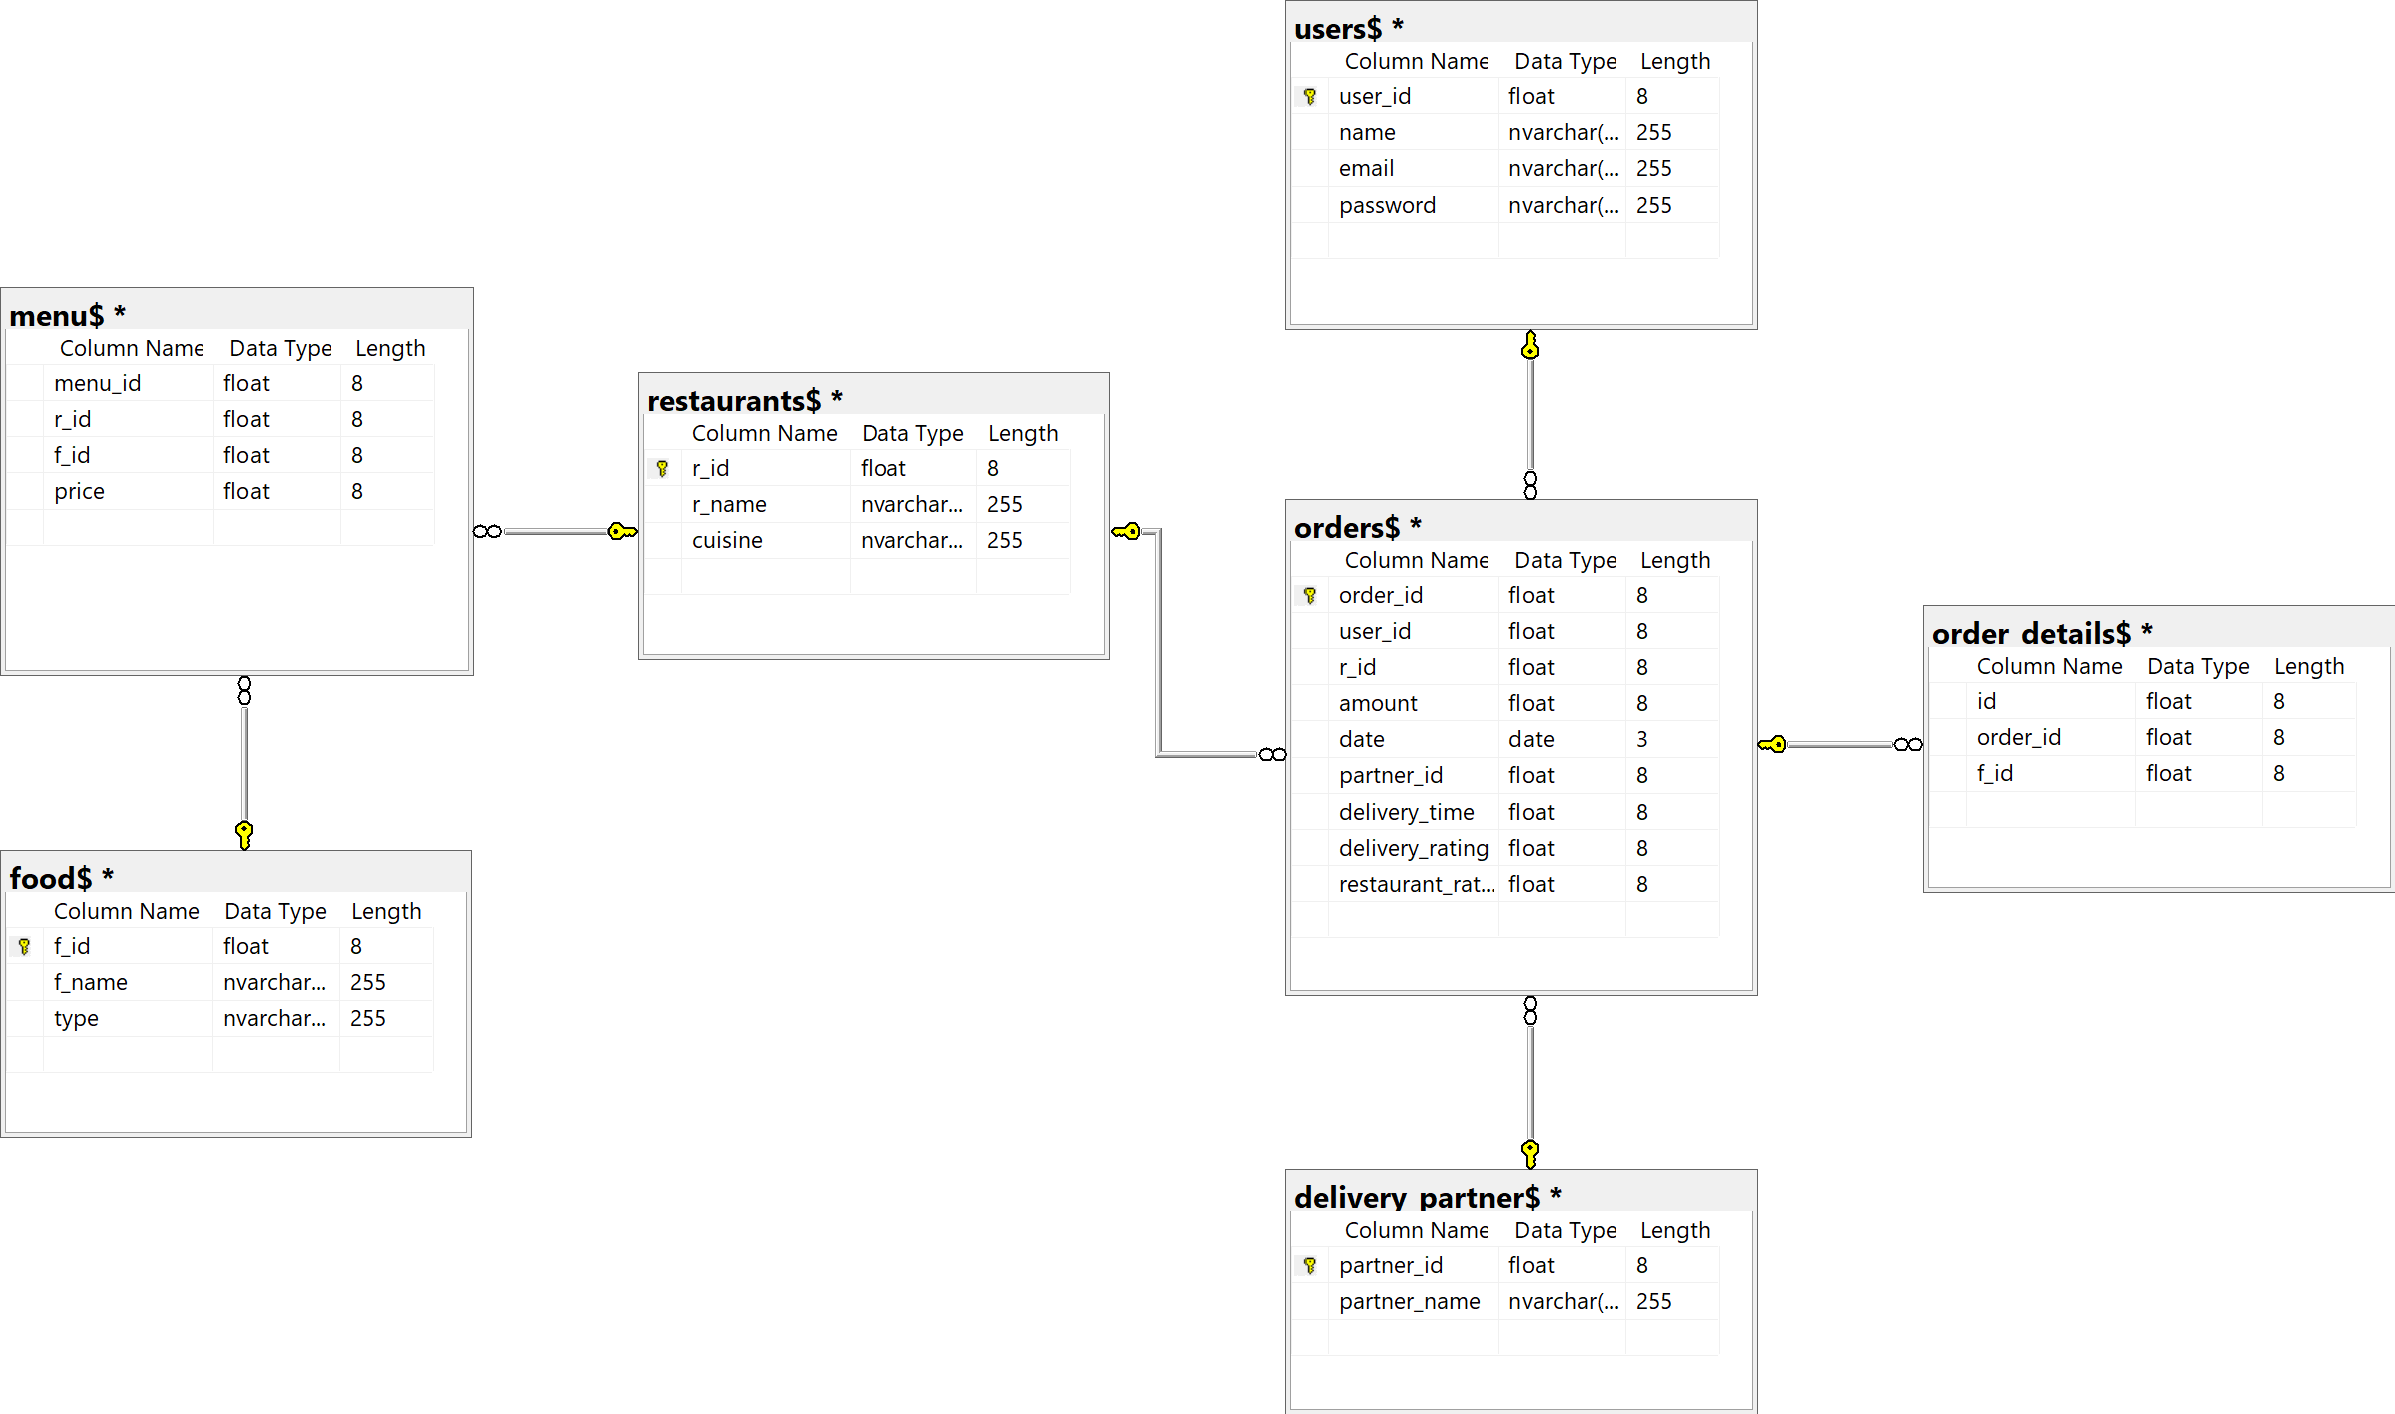 users$ *
Column Name Data Type Length
user_id float 8
name nvarchar(... 255
email nvarchar(... 255
password nvarchar(... 255
menu$ *
Column Name Data Type Length
menu_id float 8
r_id float 8
f_id float 8
price float 8
restaurants$ *
Column Name Data Type Length
r_id float 8
r_name nvarchar... 255
cuisine nvarchar... 255
orders$ *
Column Name Data Type Length
order_id float 8
user_id float 8
r_id float 8
amount float 8
date date 3
partner_id float 8
delivery_time float 8
delivery_rating float 8
restaurant_rat... float 8
order_details$ *
Column Name Data Type Length
id float 8
order_id float 8
f_id float 8
food$ *
Column Name Data Type Length
f_id float 8
f_name nvarchar... 255
type nvarchar... 255
delivery_partner$ *
Column Name Data Type Length
partner_id float 8
partner_name nvarchar(... 255